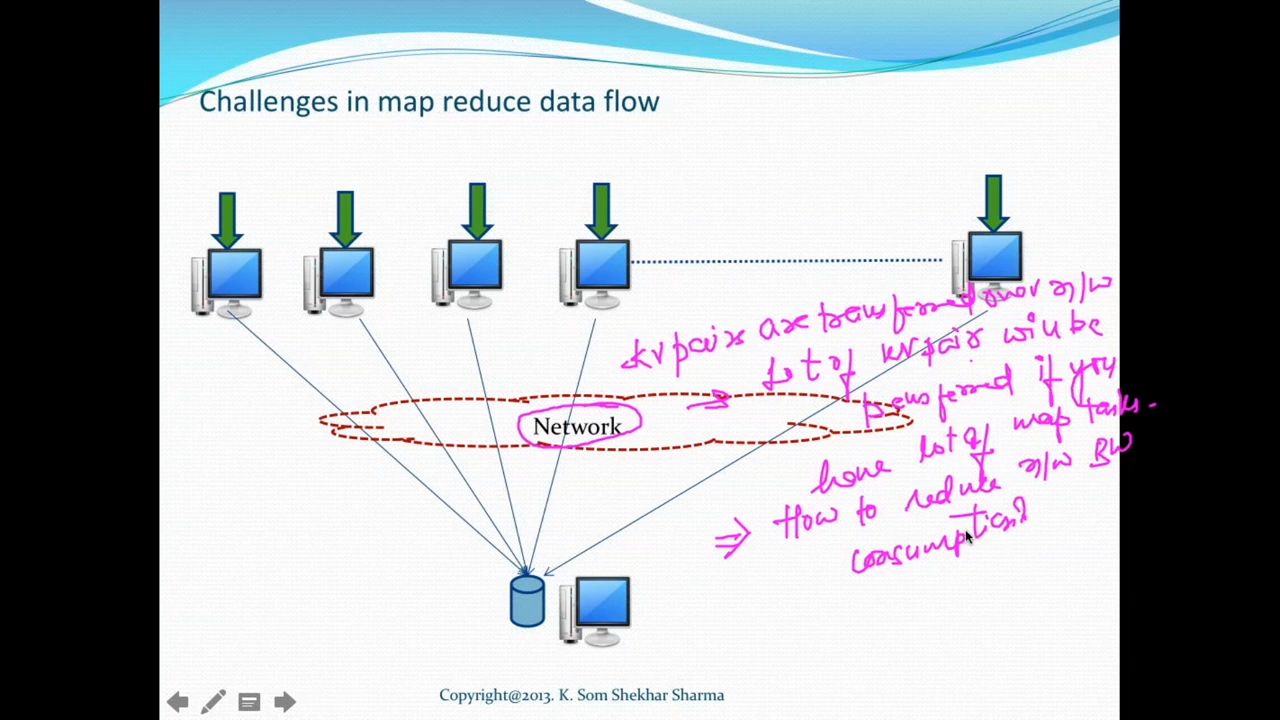 Challenges in map reduce data flow
KV pairs are transferred over n/w
lot of KV pair will be
transferred if you
Network
have lot of map tasks.
How to reduce n/w BW
consumption?
Copyright@2013. K. Som Shekhar Sharma